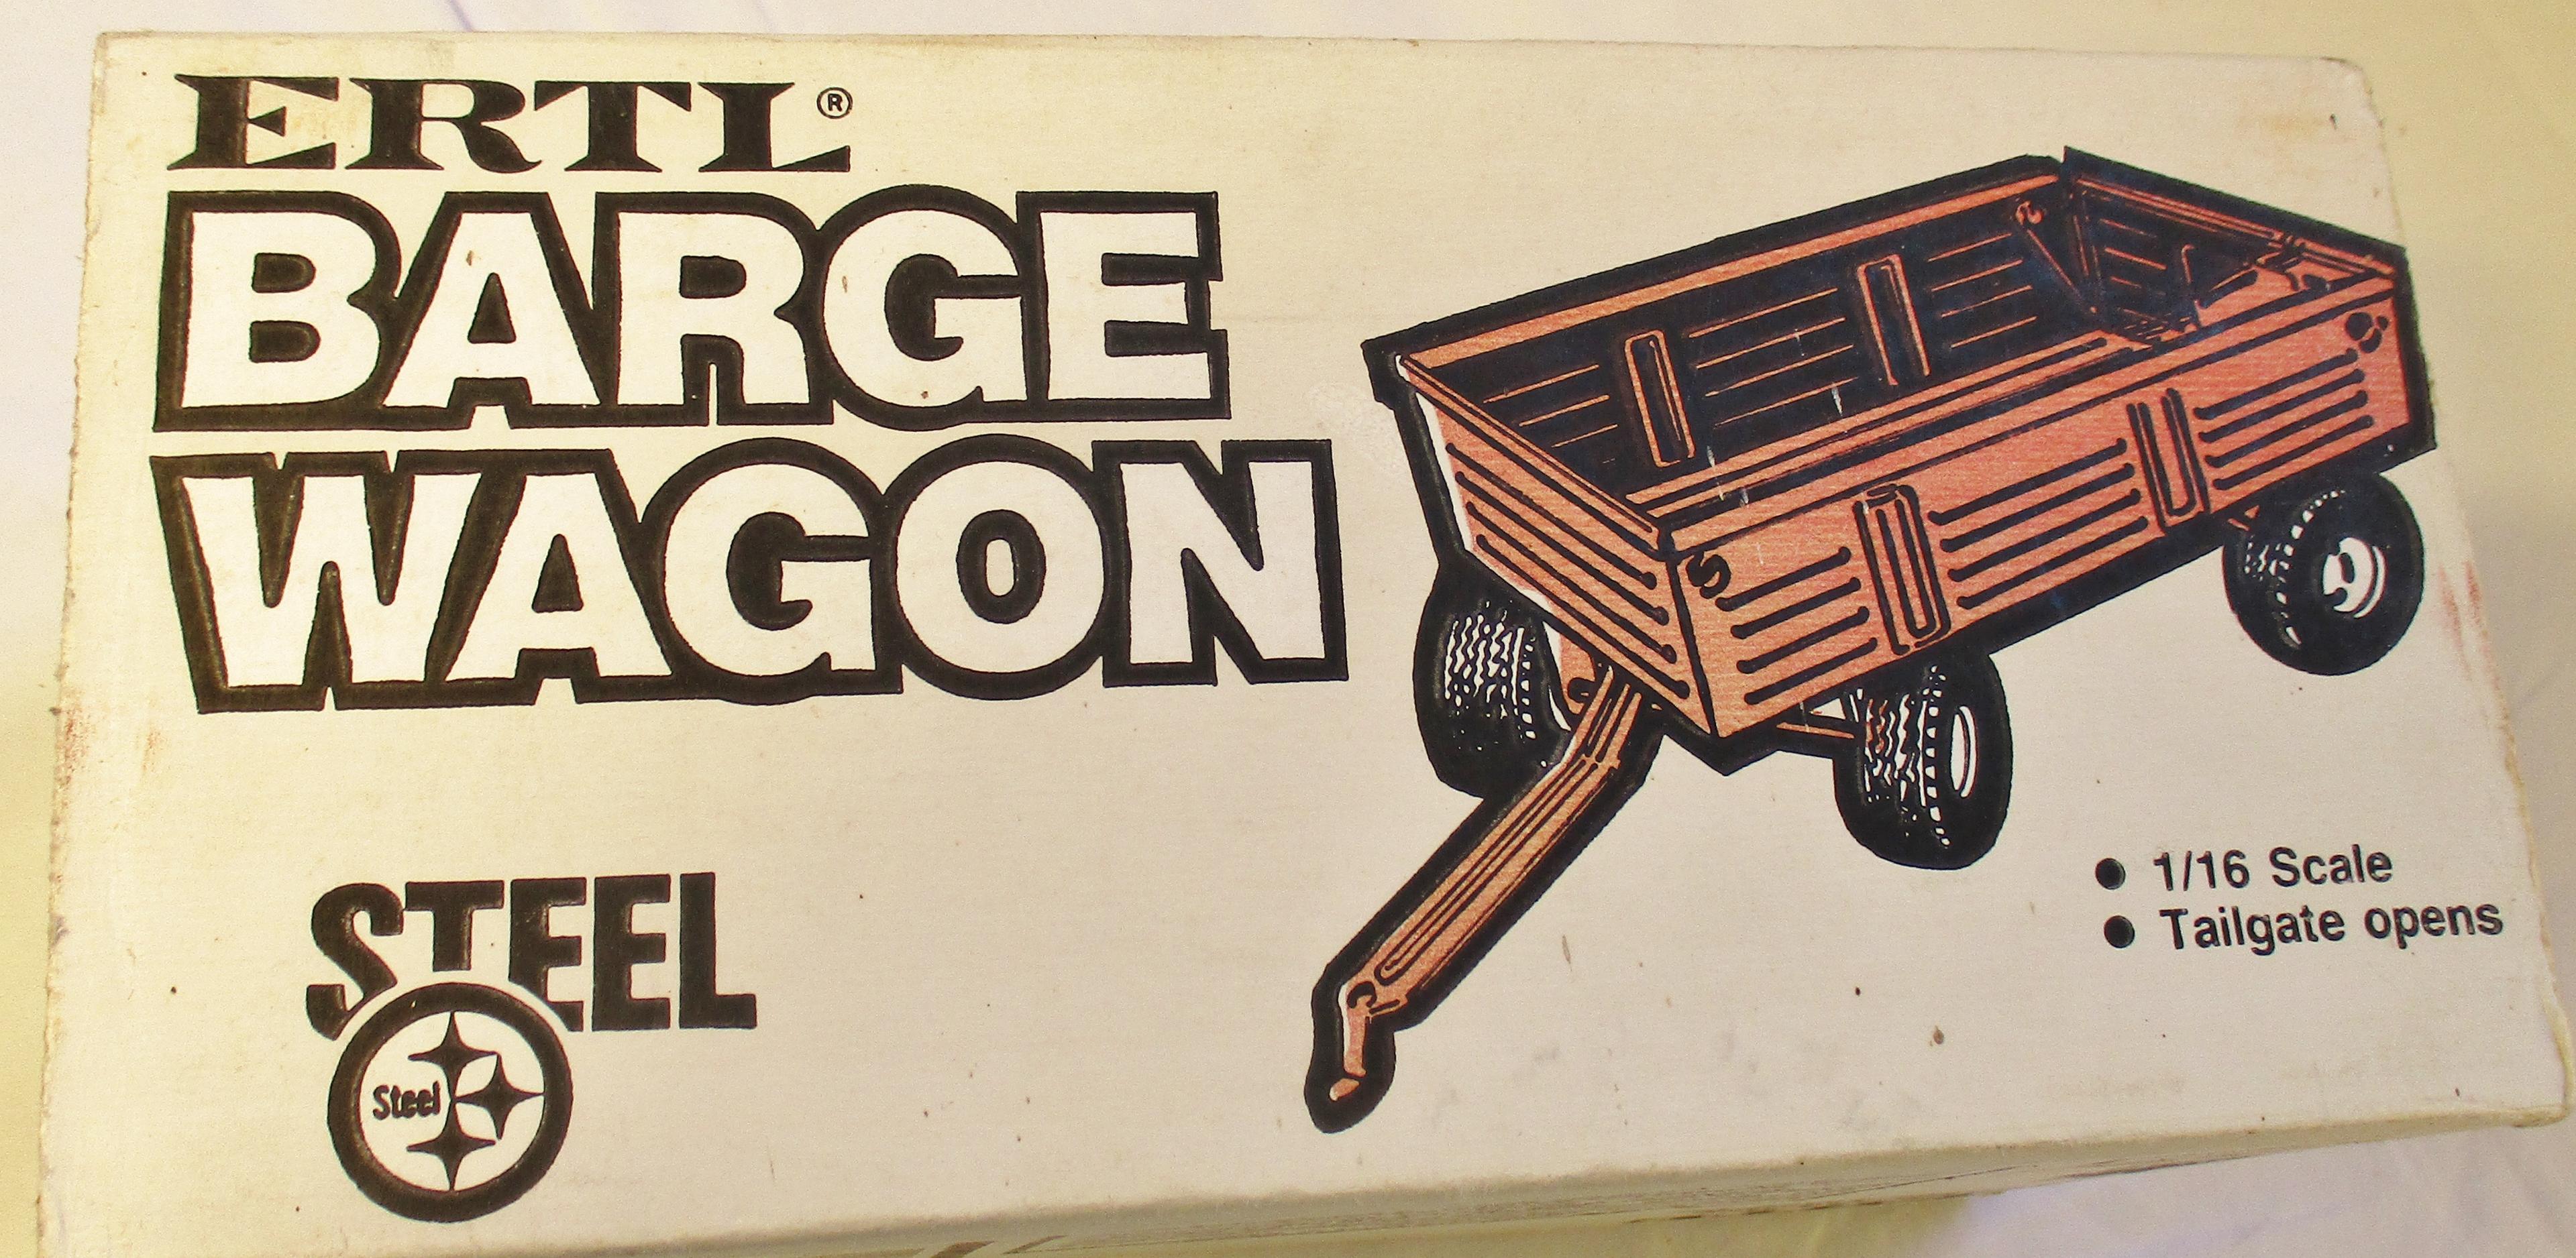 ERTL®
BARGE
WAGON
STEEL
Steel
• 1/16 Scale
• Tailgate opens